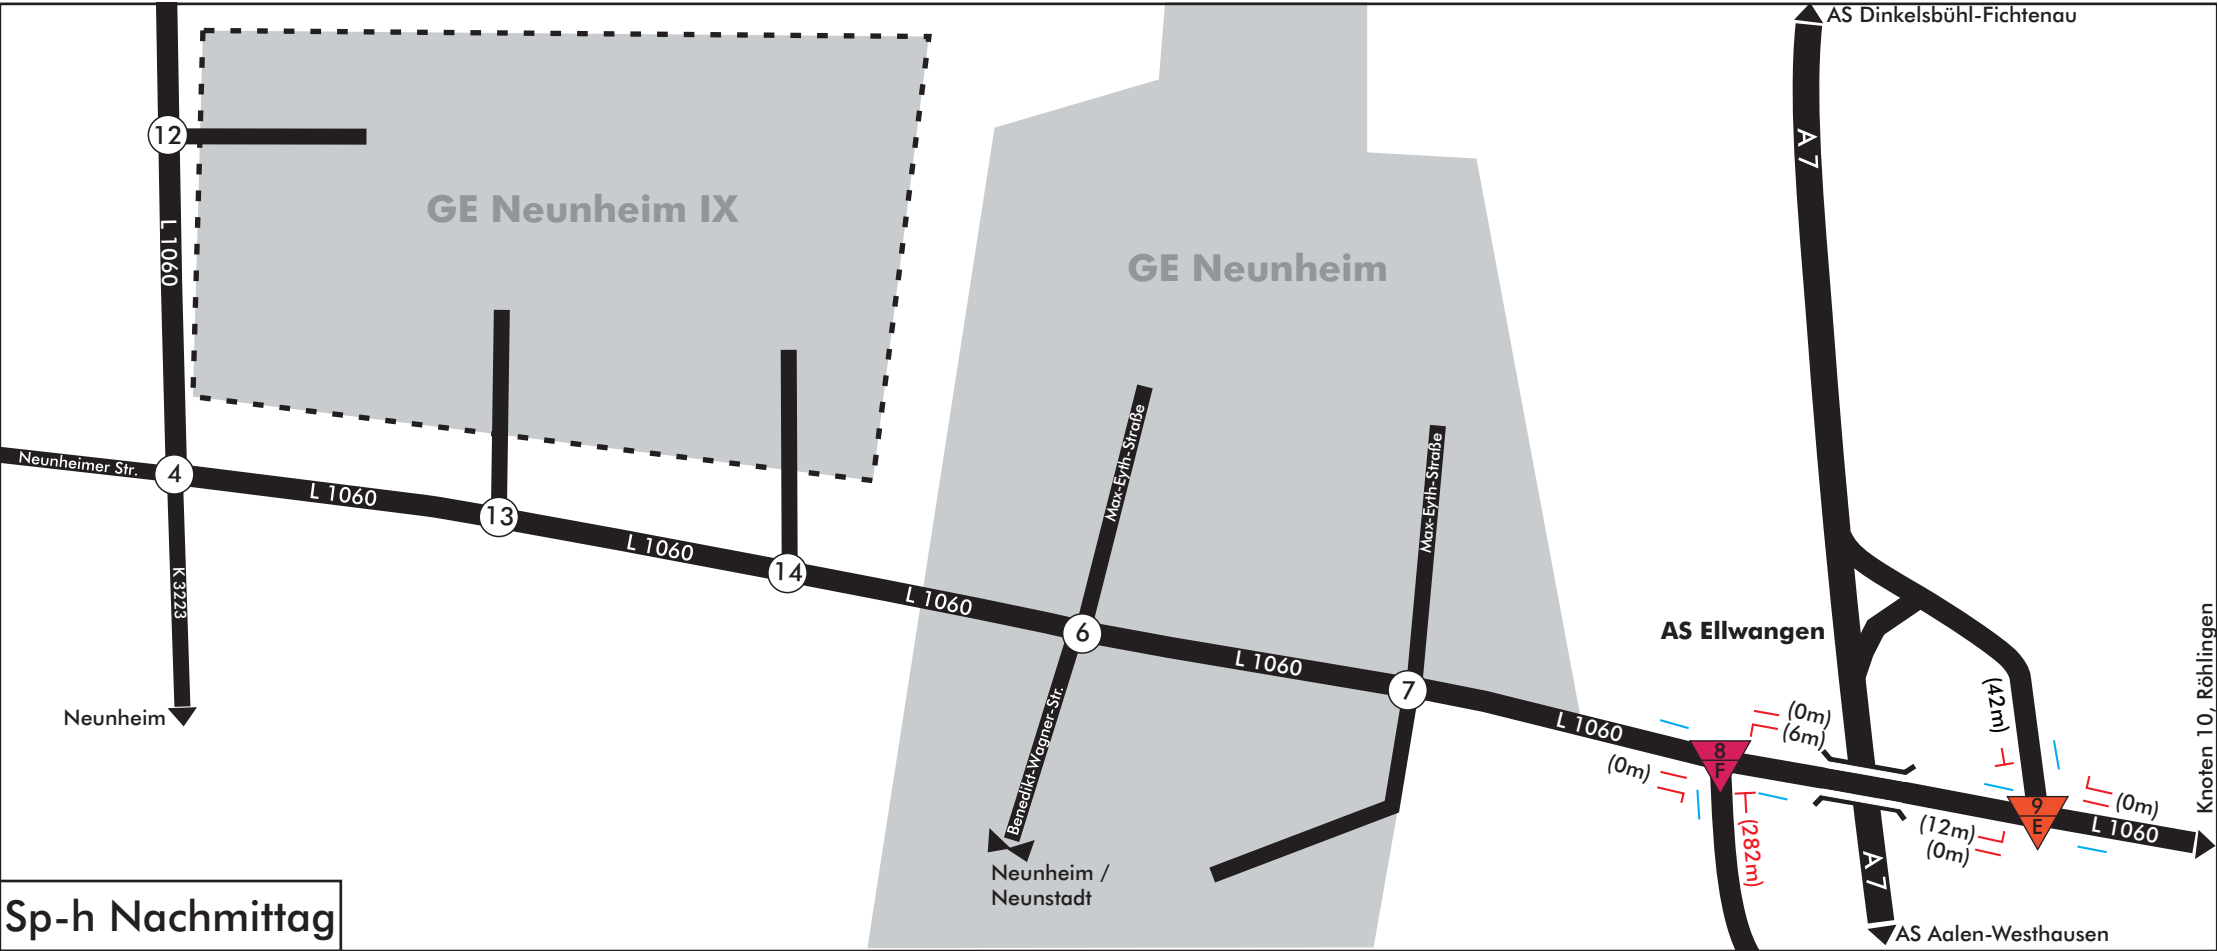 AS Dinkelsbühl-Fichtenau
12
A 7
GE Neunheim IX
L 1060
GE Neunheim
Max-Eyth-Straße
Max-Eyth-Straße
Neunheimer Str.
4
L 1060
13
L 1060
14
L 1060
K 3223
6
L 1060
AS Ellwangen
7
Neunheim
Benedikt-Wagner-Str.
L 1060
(0m)
(6m)
(42m)
Knoten 10, Röhlingen
8
F
(0m)
(282m)
9
E
(0m)
L 1060
(12m)
(0m)
A 7
Neunheim /
Neunstadt
Sp-h Nachmittag
AS Aalen-Westhausen